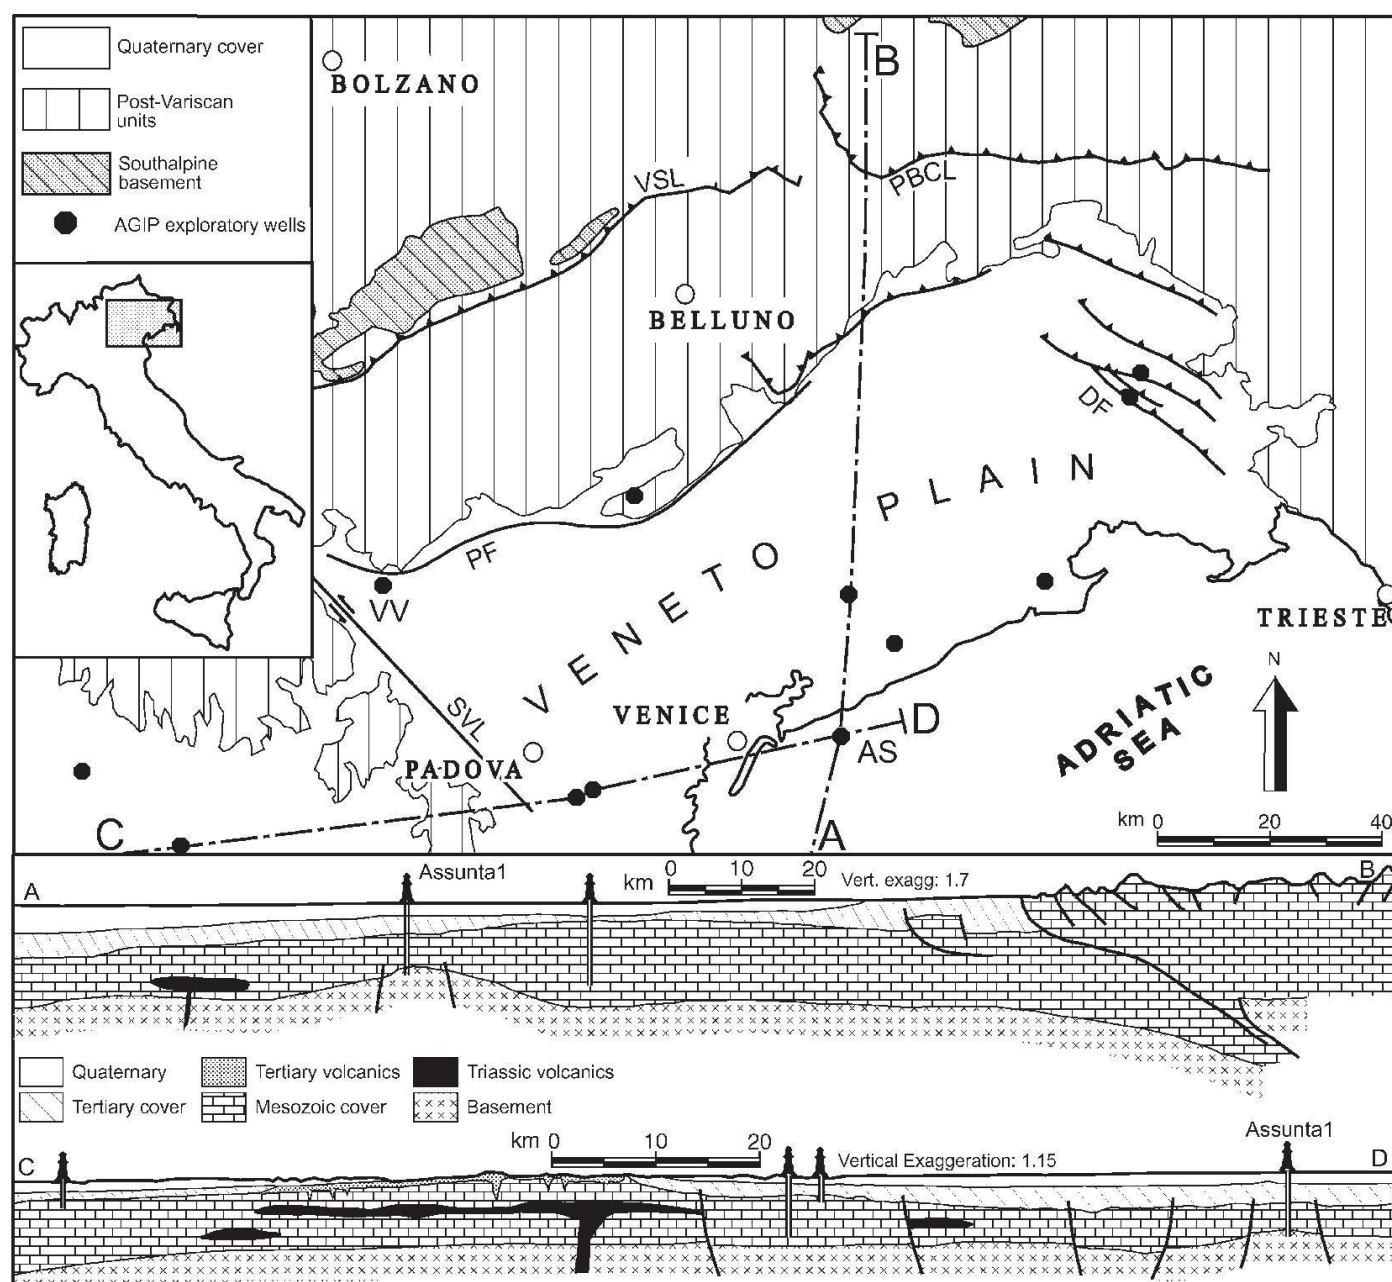 Quaternary cover
Post-Variscan
units
Southalpine
basement
AGIP exploratory wells
BOLZANO
B
VSL
PBCL
BELLUNO
DF
VENETO PLAIN
PF
VV
SVL
TRIESTE
N
VENICE
D
AS
PADOVA
ADRIATIC
SEA
C
A
km 0 20 40
A
Assunta1
km 0 10 20
Vert. exagg: 1.7
B
Quaternary
Tertiary volcanics
Triassic volcanics
Tertiary cover
Mesozoic cover
Basement
km 0 10 20
Assunta1
C
Vertical Exaggeration: 1.15
D